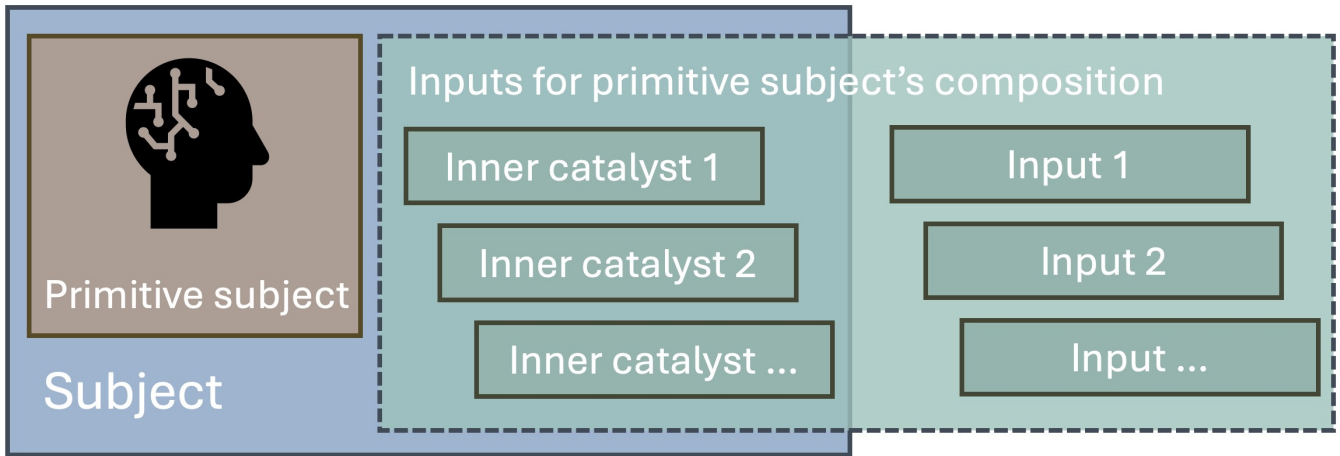 Inputs for primitive subject’s composition
Inner catalyst 1
Input 1
Inner catalyst 2
Input 2
Primitive subject
Inner catalyst ...
Input ...
Subject